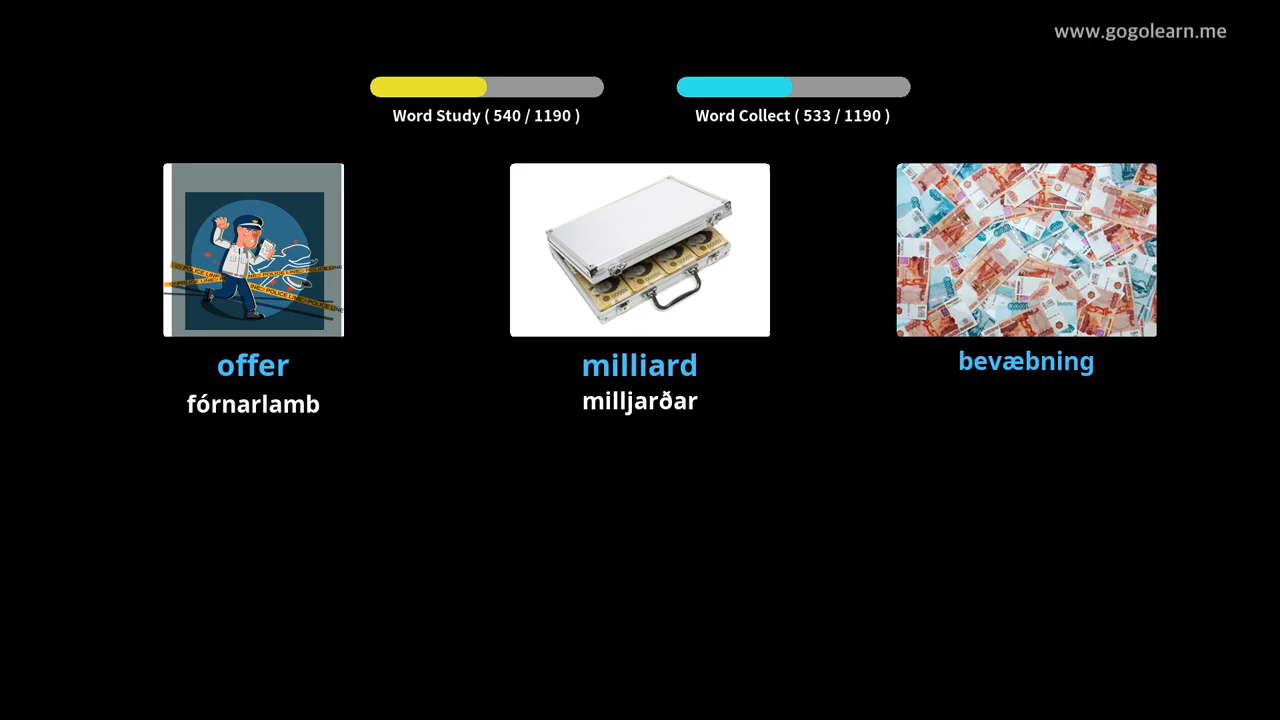 www.gogolearn.me
Word Study ( 540 / 1190 )
Word Collect ( 533 / 1190 )
offer
milliard
bevæbning
fórnarlamb
milljarðar